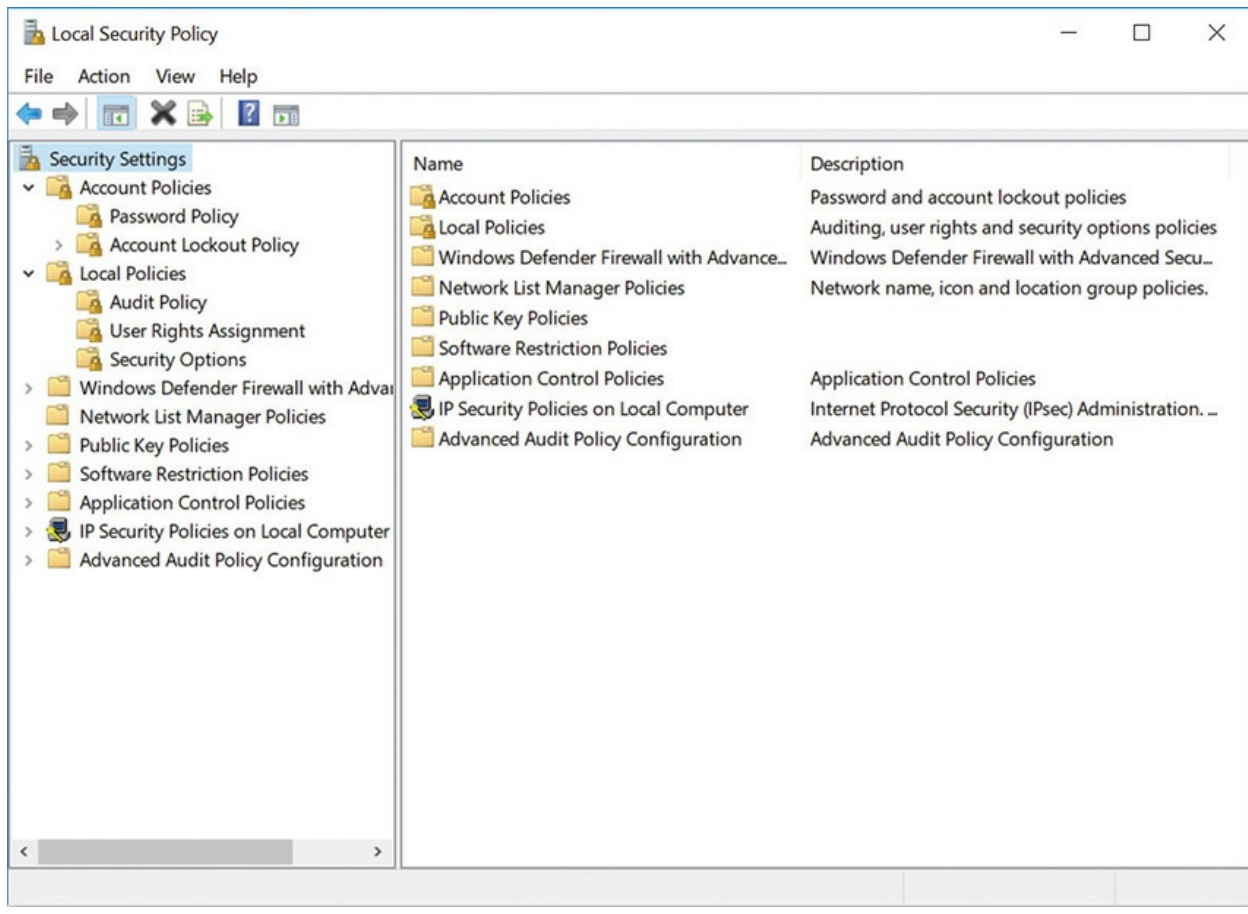 Local Security Policy
File Action View Help
Security Settings
Account Policies
Password Policy
Account Lockout Policy
Local Policies
Audit Policy
User Rights Assignment
Security Options
Windows Defender Firewall with Advar
Network List Manager Policies
Public Key Policies
Software Restriction Policies
Application Control Policies
IP Security Policies on Local Computer
Advanced Audit Policy Configuration
Name Description
Account Policies Password and account lockout policies
Local Policies Auditing, user rights and security options policies
Windows Defender Firewall with Advance... Windows Defender Firewall with Advanced Secu...
Network List Manager Policies Network name, icon and location group policies.
Public Key Policies
Software Restriction Policies
Application Control Policies Application Control Policies
IP Security Policies on Local Computer Internet Protocol Security (IPsec) Administration. ...
Advanced Audit Policy Configuration Advanced Audit Policy Configuration